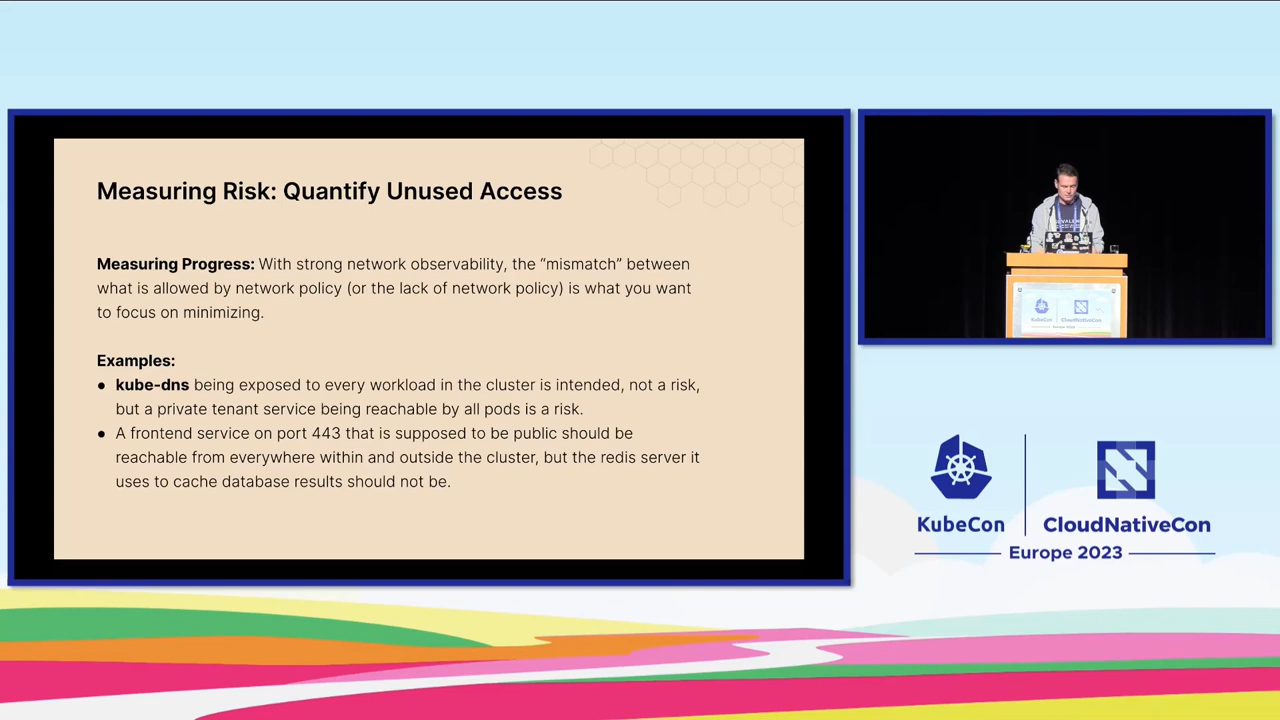 Measuring Risk: Quantify Unused Access
Measuring Progress: With strong network observability, the “mismatch” between
what is allowed by network policy (or the lack of network policy) is what you want
to focus on minimizing.
Examples:
● kube-dns being exposed to every workload in the cluster is intended, not a risk,
but a private tenant service being reachable by all pods is a risk.
● A frontend service on port 443 that is supposed to be public should be
reachable from everywhere within and outside the cluster, but the redis server it
uses to cache database results should not be.
KubeCon
CloudNativeCon
KubeCon CloudNativeCon
Europe 2023